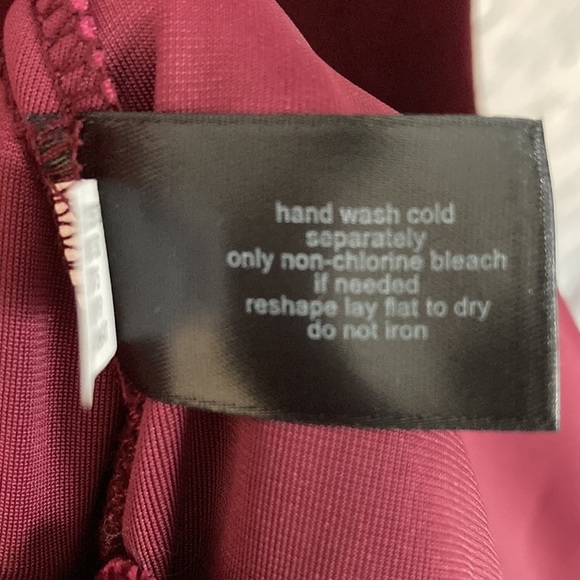 hand wash cold
separately
only non-chlorine bleach
if needed
reshape lay flat to dry
do not iron